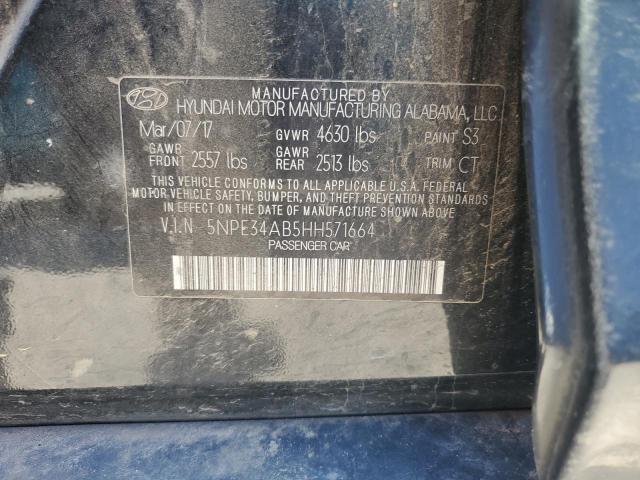 MANUFACTURED BY
HYUNDAI MOTOR MANUFACTURING ALABAMA, LLC
Mar/07/17 GVWR 4630 lbs PAINT S3
GAWR FRONT 2557 lbs GAWR REAR 2513 lbs TRIM CT
THIS VEHICLE CONFORMS TO ALL APPLICABLE U.S.A. FEDERAL
MOTOR VEHICLE SAFETY, BUMPER, AND THEFT PREVENTION
STANDARDS IN EFFECT ON THE DATE OF MANUFACTURE SHOWN ABOVE.
V.I.N 5NPE34AB5HH571664
PASSENGER CAR